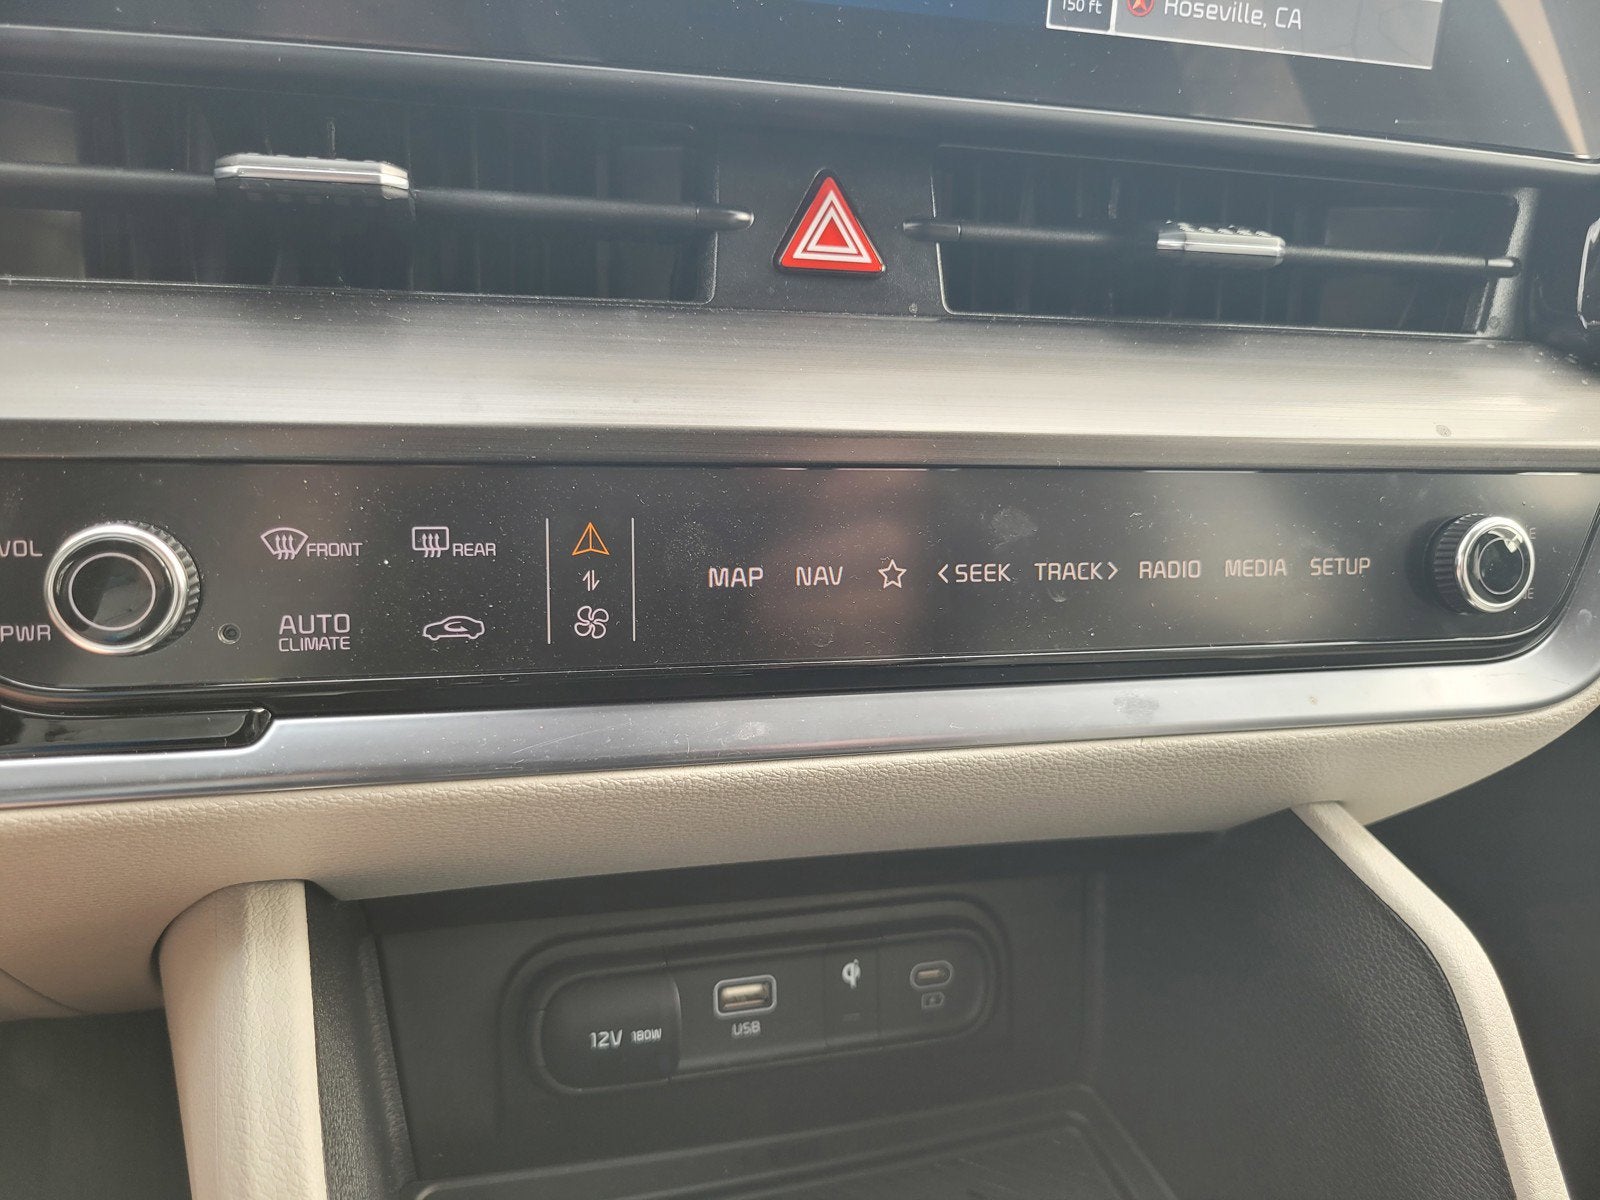 150 ft
Roseville, CA
VOL
PWR
FRONT
REAR
AUTO
CLIMATE
MAP
NAV
< SEEK
TRACK >
RADIO
MEDIA
SETUP
12V 180W
USB